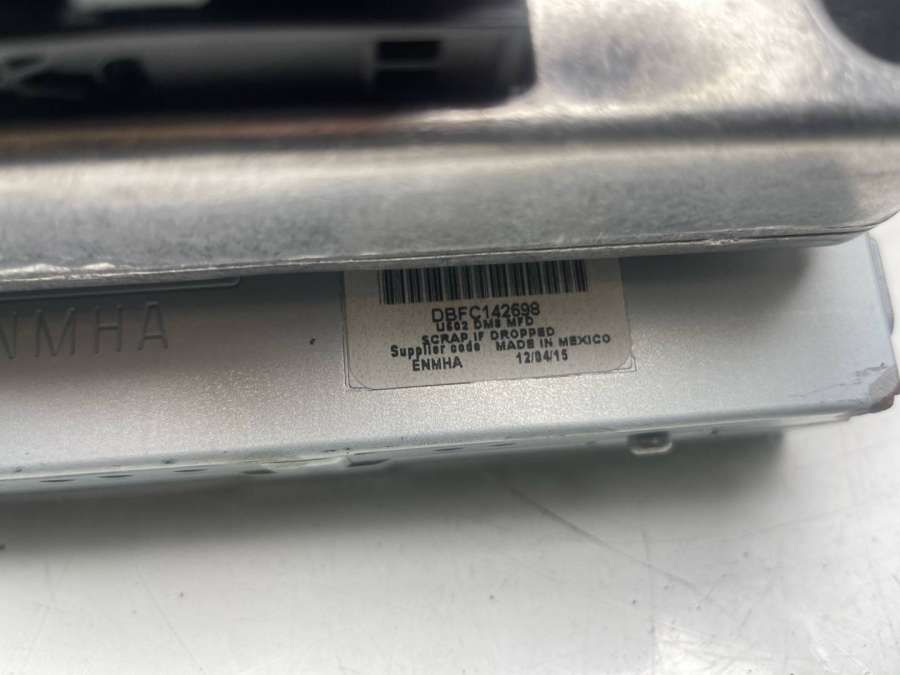 DBFC142698
U502 DMS MFD
SCRAP IF DROPPED
Supplier code MADE IN MEXICO
ENMHA 12/04/15
NMHA